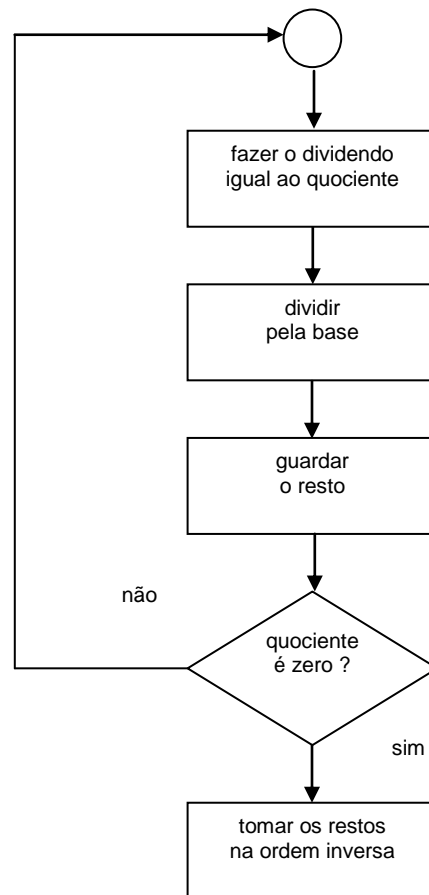 fazer o dividendo
igual ao quociente
dividir
pela base
guardar
o resto
não
quociente
é zero ?
sim
tomar os restos
na ordem inversa